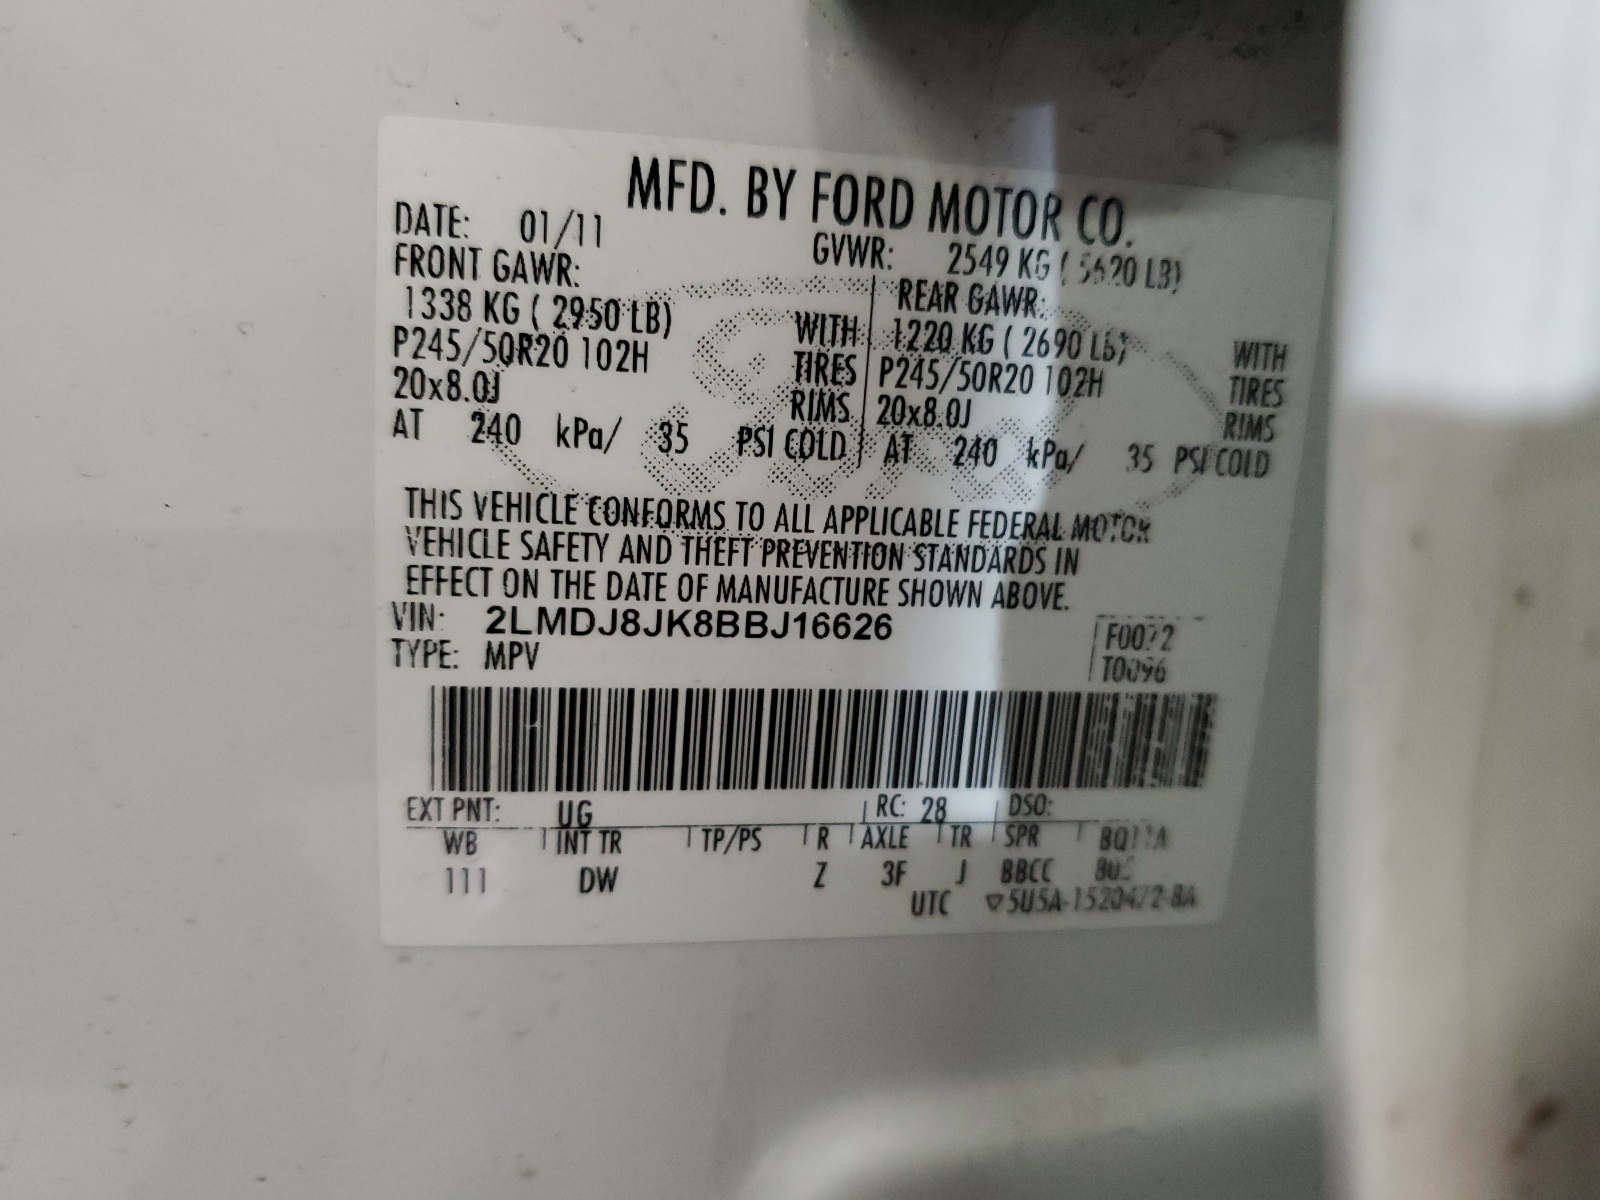 MFD. BY FORD MOTOR CO.
DATE: 01/11 GVWR: 2549 KG ( 5620 LB)
FRONT GAWR: REAR GAWR:
1338 KG ( 2950 LB) WITH 1220 KG ( 2690 LB) WITH
P245/50R20 102H TIRES P245/50R20 102H TIRES
20x8.0J RIMS 20x8.0J RIMS
AT 240 kPa/ 35 PSI COLD AT 240 kPa/ 35 PSI COLD
THIS VEHICLE CONFORMS TO ALL APPLICABLE FEDERAL MOTOR
VEHICLE SAFETY AND THEFT PREVENTION STANDARDS IN
EFFECT ON THE DATE OF MANUFACTURE SHOWN ABOVE.
VIN: 2LMDJ8JK8BBJ16626
TYPE: MPV
T0096
EXT PNT: UG RC: 28 DSO:
WB INT TR TP/PS R AXLE TR SPR
111 DW Z 3F J BBCC
UTC